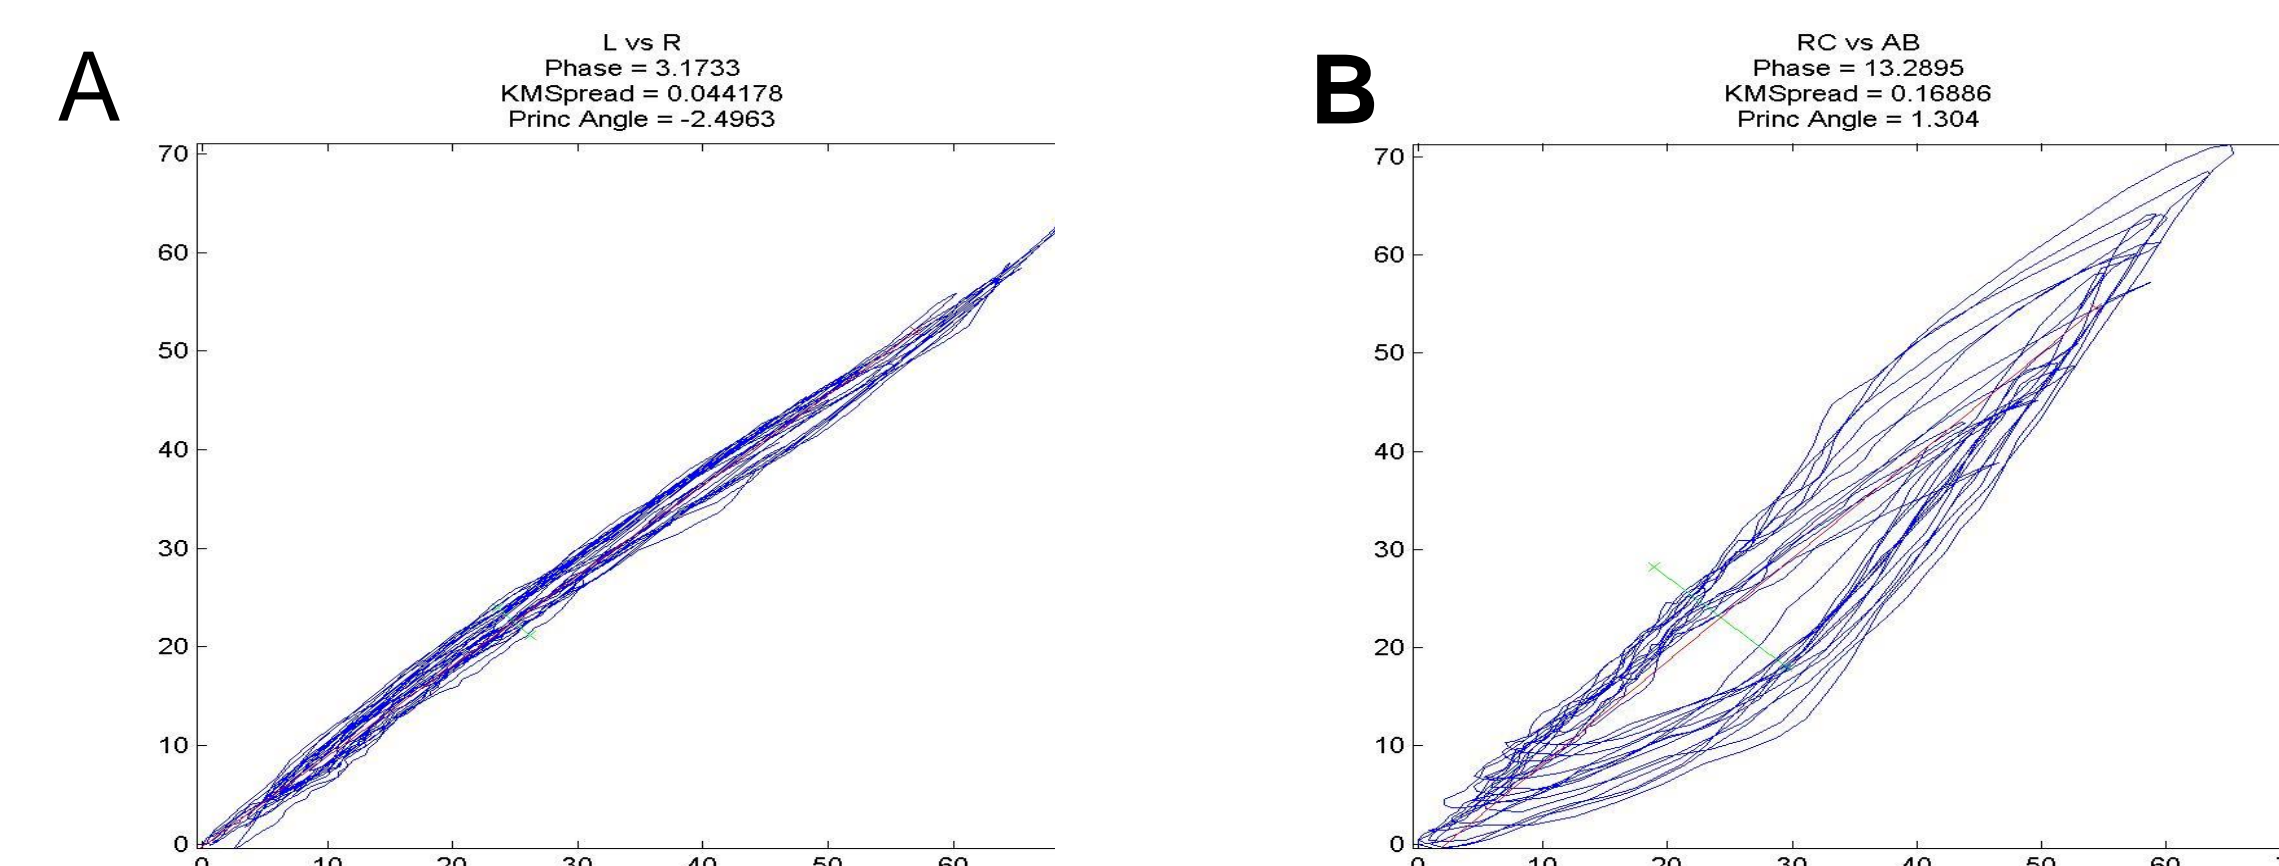 A
L vs R
Phase = 3.1733
KMSpread = 0.044178
Princ Angle = -2.4963
70
60
50
40
30
20
10
0
0 10 20 30 40 50 60
B
RC vs AB
Phase = 13.2895
KMSpread = 0.16886
Princ Angle = 1.304
70
60
50
40
30
20
10
0
0 10 20 30 40 50 60